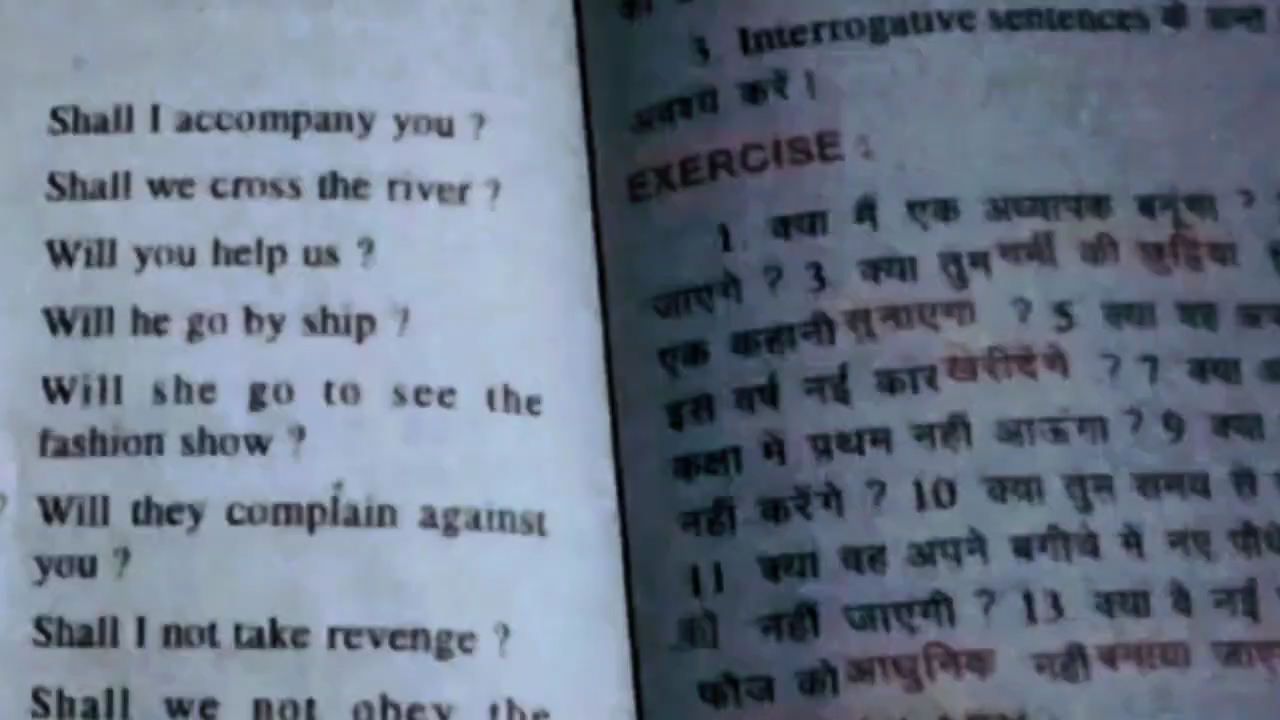 Shall I accompany you ?
Shall we cross the river ?
Will you help us ?
Will he go by ship ?
Will she go to see the
fashion show ?
Will they complain against
you ?
Shall I not take revenge ?
Shall we not obey the
3 Interrogative sentences के अन्त
अवश्य करें ।
EXERCISE :
1 क्या मैं एक अध्यापक बनूंगा ?
जाएगे ? 3 क्या तुम गर्मी की छुट्टियां
एक कहानी सुनाएगा ? 5 क्या वह
इस वर्ष नई कार खरीदेंगे ? 7 क्या
कक्षा में प्रथम नहीं आऊंगा ? 9 क्या
नहीं करेंगे ? 10 क्या तुम समय से
11 क्या वह अपने बगीचे में नए पौधे
को नहीं जाएगी ? 13 क्या वे नई
फौज को आधुनिक नहीं बनाया